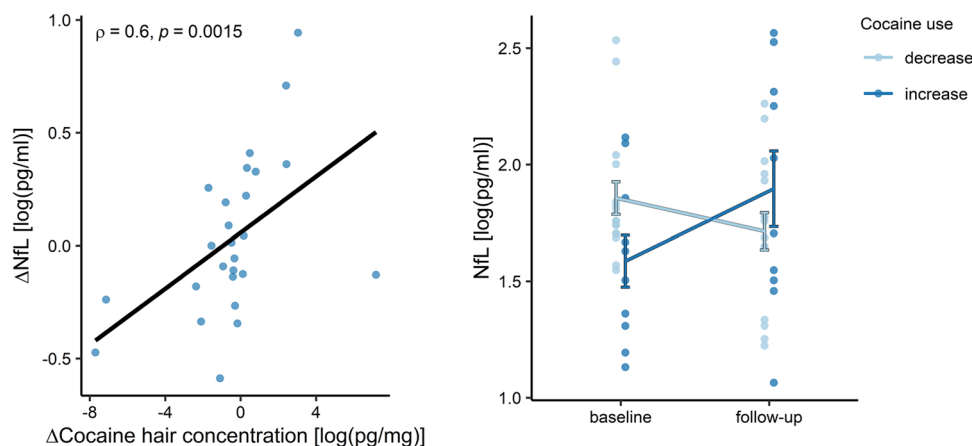 ρ = 0.6, p = 0.0015
1.0
0.5
0.0
-0.5
ΔNfL [log(pg/ml)]
-8 -4 0 4
ΔCocaine hair concentration [log(pg/mg)]
2.5
2.0
1.5
1.0
NfL [log(pg/ml)]
baseline follow-up
Cocaine use
decrease
increase